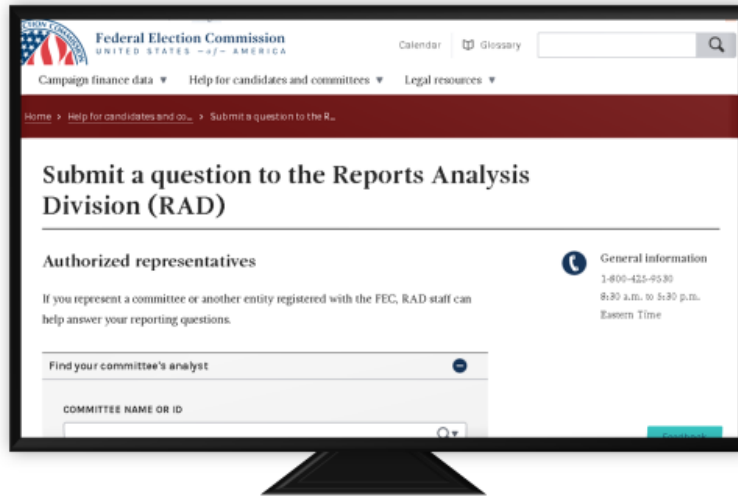 Federal Election Commission
UNITED STATES -of- AMERICA
Calendar
Glossary
Campaign finance data
Help for candidates and committees
Legal resources
Home > Help for candidates and co… > Submit a question to the R…
Submit a question to the Reports Analysis
Division (RAD)
Authorized representatives
If you represent a committee or another entity registered with the FEC, RAD staff can
help answer your reporting questions.
Find your committee's analyst
COMMITTEE NAME OR ID
General information
1-800-425-9530
8:30 a.m. to 5:30 p.m.
Eastern Time
Feedback